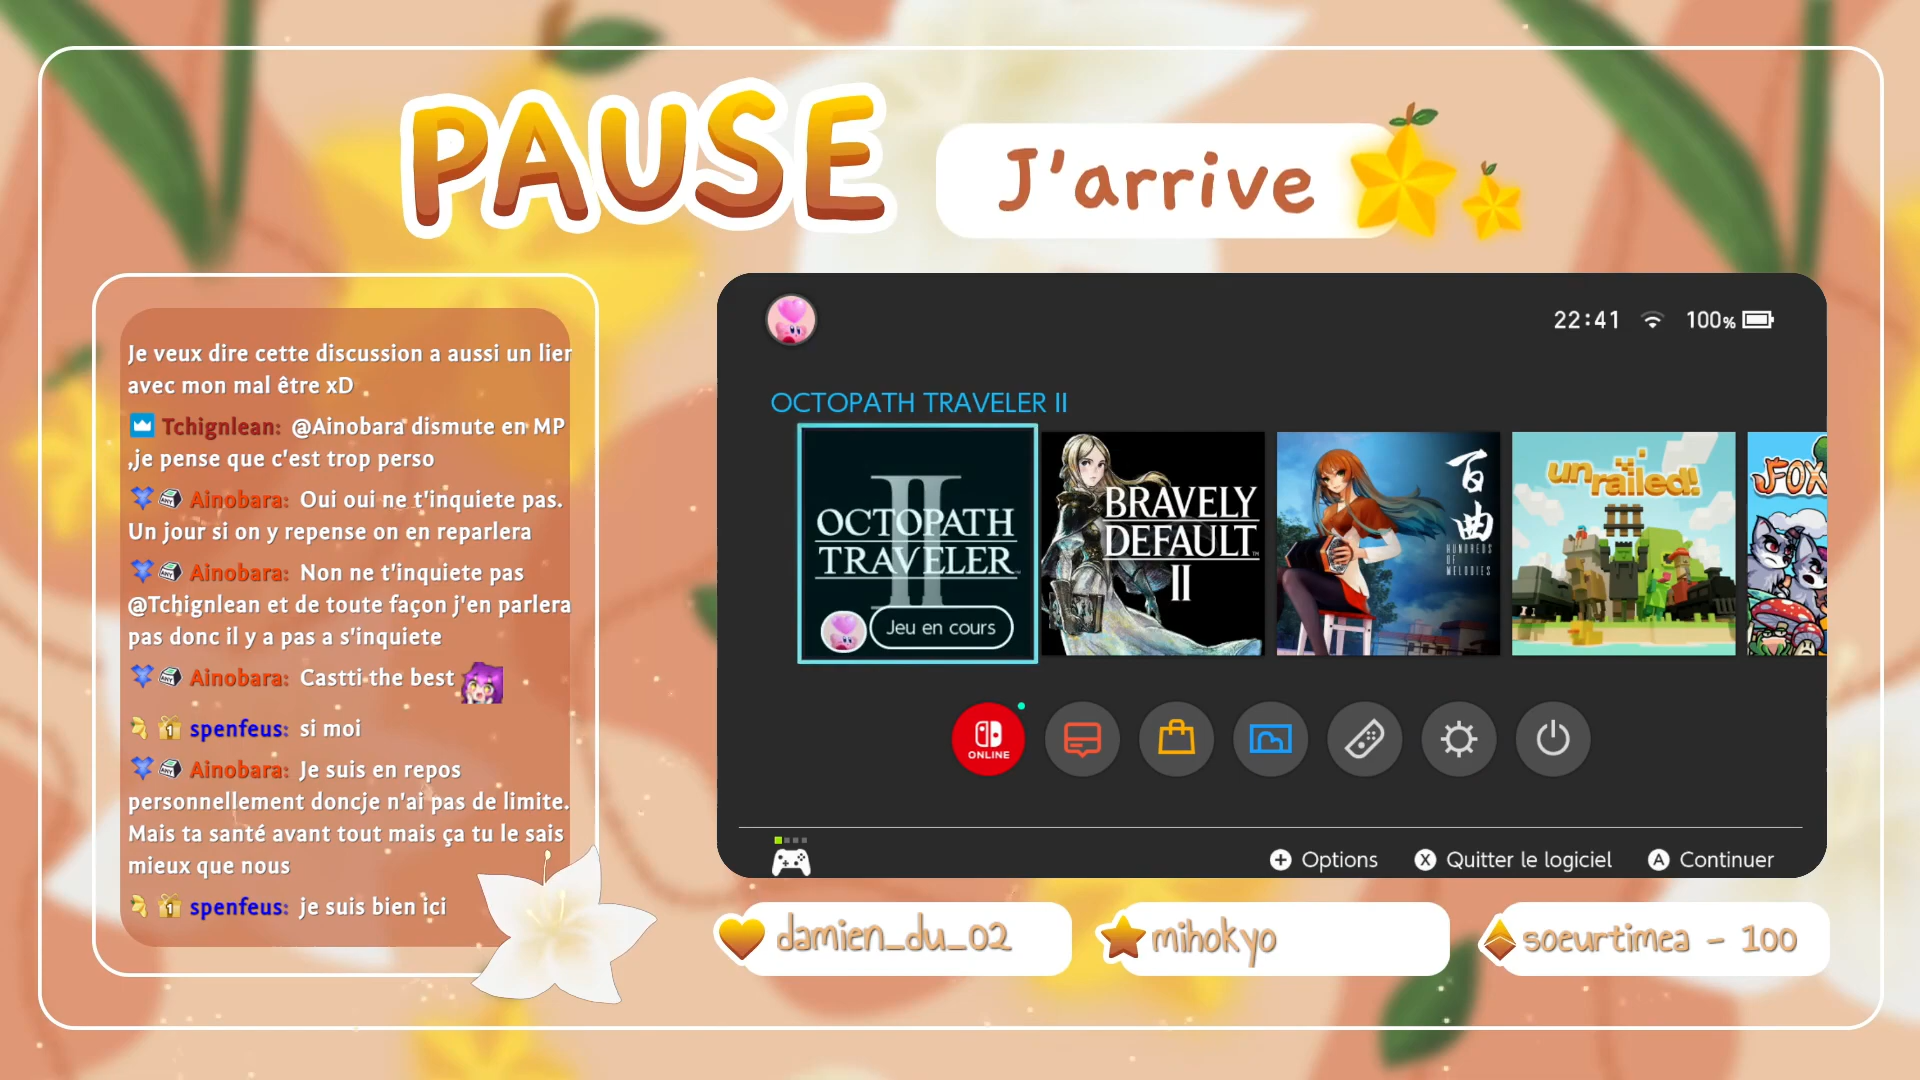 PAUSE
J'arrive
Je veux dire cette discussion a aussi un lier
avec mon mal être xD
Tchignlean: @Ainobara dismute en MP
,je pense que c'est trop perso
Ainobara: Oui oui ne t'inquiete pas.
Un jour si on y repense on en reparlera
Ainobara: Non ne t'inquiete pas
@Tchignlean et de toute façon j'en parlera
pas donc il y a pas a s'inquiete
Ainobara: Castti the best
spenfeus: si moi
Ainobara: Je suis en repos
personnellement doncje n'ai pas de limite.
Mais ta santé avant tout mais ça tu le sais
mieux que nous
spenfeus: je suis bien ici
22:41
100%
OCTOPATH TRAVELER II
II
OCTOPATH
TRAVELER
Jeu en cours
BRAVELY
DEFAULT
II
百曲
HUNDREDS
OF
MELODIES
unrailed!
FOX
ONLINE
Options
Quitter le logiciel
Continuer
damien_du_02
mihokyo
soeurtimea - 100